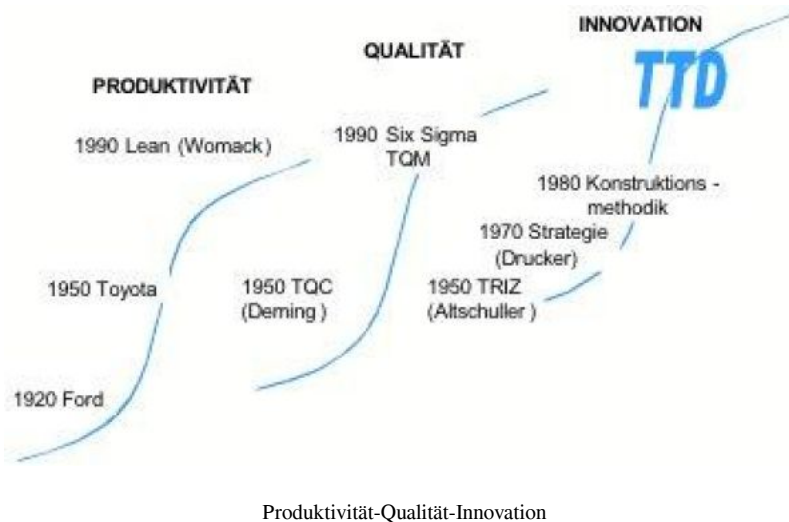 INNOVATION
TTD
QUALITÄT
PRODUKTIVITÄT
1990 Lean (Womack)
1990 Six Sigma
TQM
1980 Konstruktions -
methodik
1970 Strategie
(Drucker)
1950 Toyota
1950 TQC
(Deming )
1950 TRIZ
(Altschuller )
1920 Ford
Produktivität-Qualität-Innovation